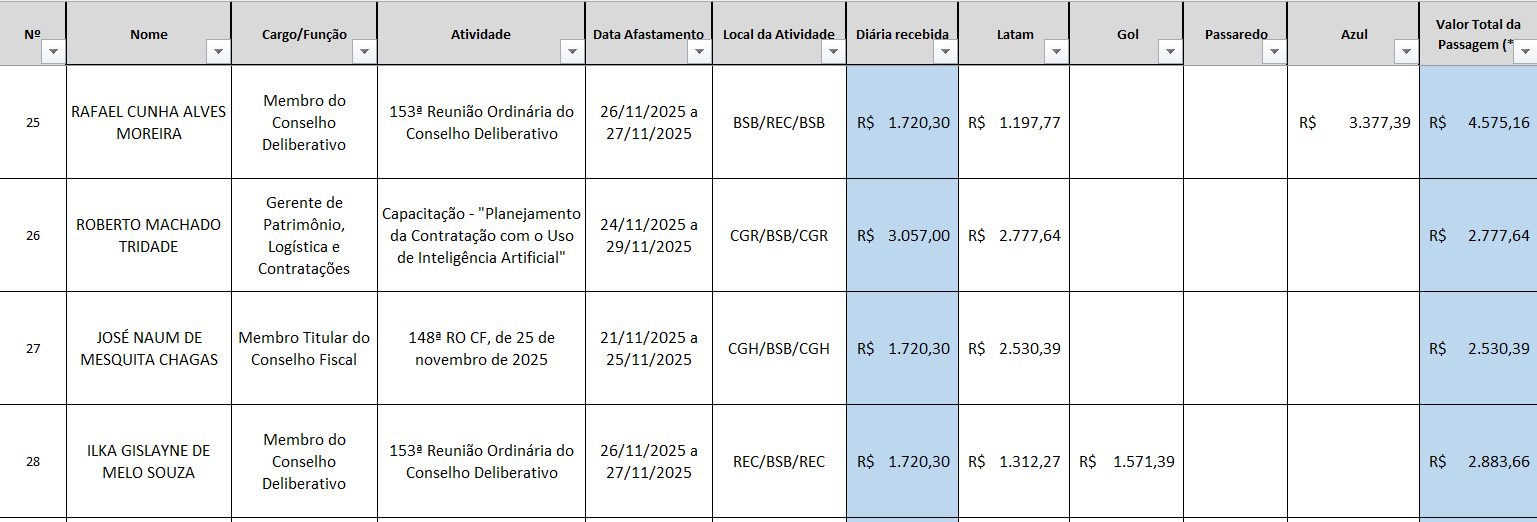 Nº Nome Cargo/Função Atividade Data Afastamento Local da Atividade Diária recebida Latam Gol Passaredo Azul Valor Total da
Passagem (*
25 RAFAEL CUNHA ALVES
MOREIRA
Membro do
Conselho
Deliberativo
153ª Reunião Ordinária do
Conselho Deliberativo
26/11/2025 a
27/11/2025
BSB/REC/BSB R$ 1.720,30 R$ 1.197,77 R$ 3.377,39 R$ 4.575,16
26 ROBERTO MACHADO
TRIDADE
Gerente de
Patrimônio,
Logística e
Contratações
Capacitação - "Planejamento
da Contratação com o Uso
de Inteligência Artificial"
24/11/2025 a
29/11/2025
CGR/BSB/CGR R$ 3.057,00 R$ 2.777,64 R$ 2.777,64
27 JOSÉ NAUM DE
MESQUITA CHAGAS
Membro Titular do
Conselho Fiscal
148ª RO CF, de 25 de
novembro de 2025
21/11/2025 a
25/11/2025
CGH/BSB/CGH R$ 1.720,30 R$ 2.530,39 R$ 2.530,39
28 ILKA GISLAYNE DE
MELO SOUZA
Membro do
Conselho
Deliberativo
153ª Reunião Ordinária do
Conselho Deliberativo
26/11/2025 a
27/11/2025
REC/BSB/REC R$ 1.720,30 R$ 1.312,27 R$ 1.571,39 R$ 2.883,66